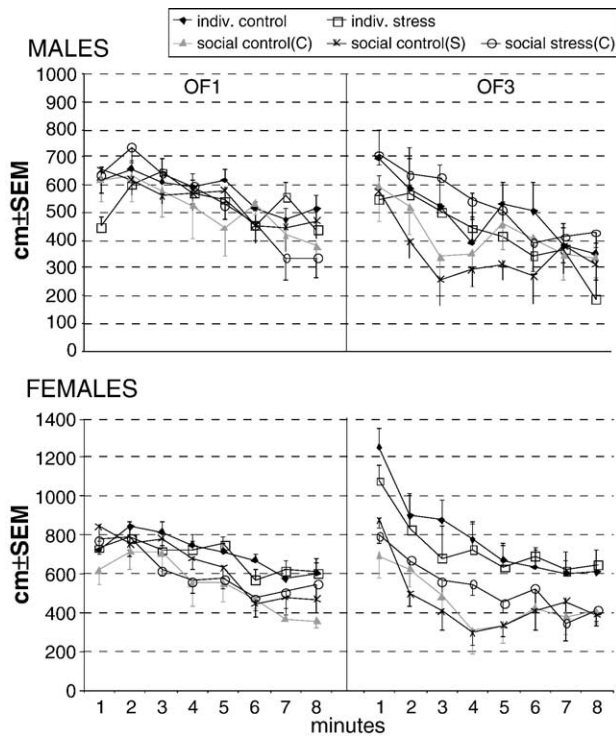 indiv. control indiv. stress
social control(C) social control(S) social stress(C)
MALES
OF1 OF3
1000
900
800
700
600
500
400
300
200
100
0
cm±SEM
FEMALES
1400
1200
1000
800
600
400
200
0
cm±SEM
1 2 3 4 5 6 7 8 1 2 3 4 5 6 7 8
minutes